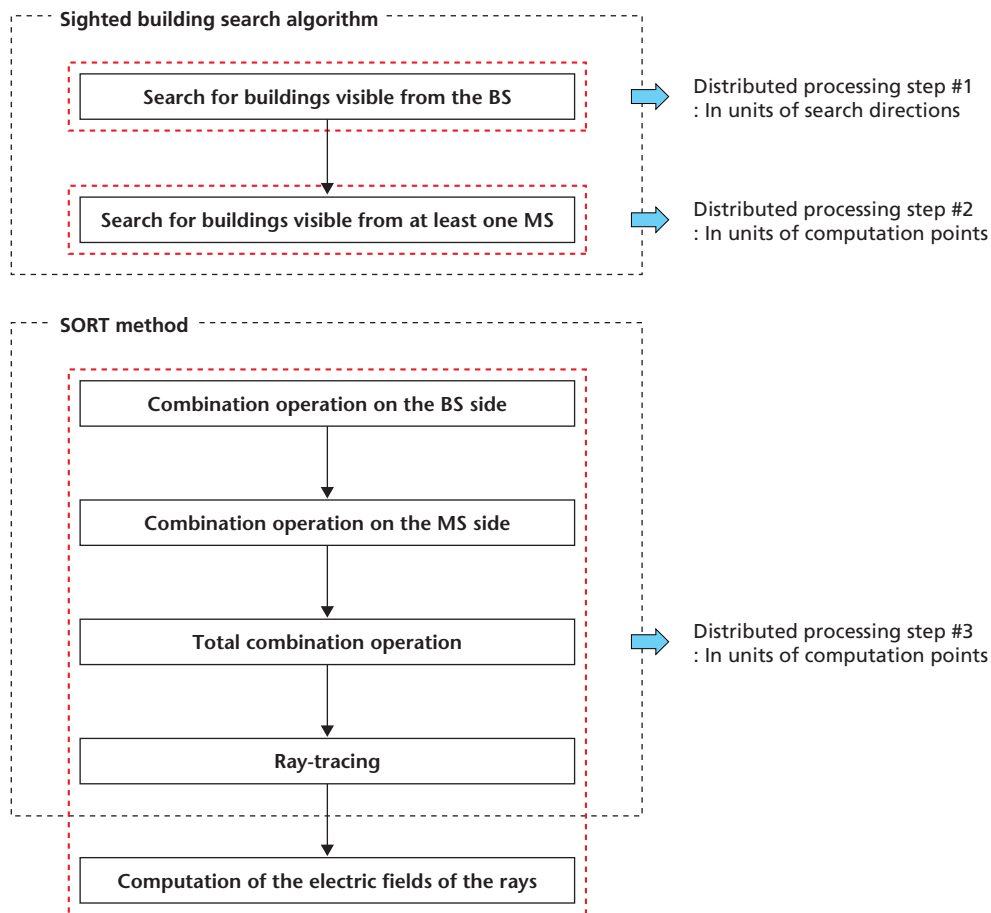 Sighted building search algorithm
Search for buildings visible from the BS
Distributed processing step #1
: In units of search directions
Search for buildings visible from at least one MS
Distributed processing step #2
: In units of computation points
SORT method
Combination operation on the BS side
Combination operation on the MS side
Total combination operation
Distributed processing step #3
: In units of computation points
Ray-tracing
Computation of the electric fields of the rays